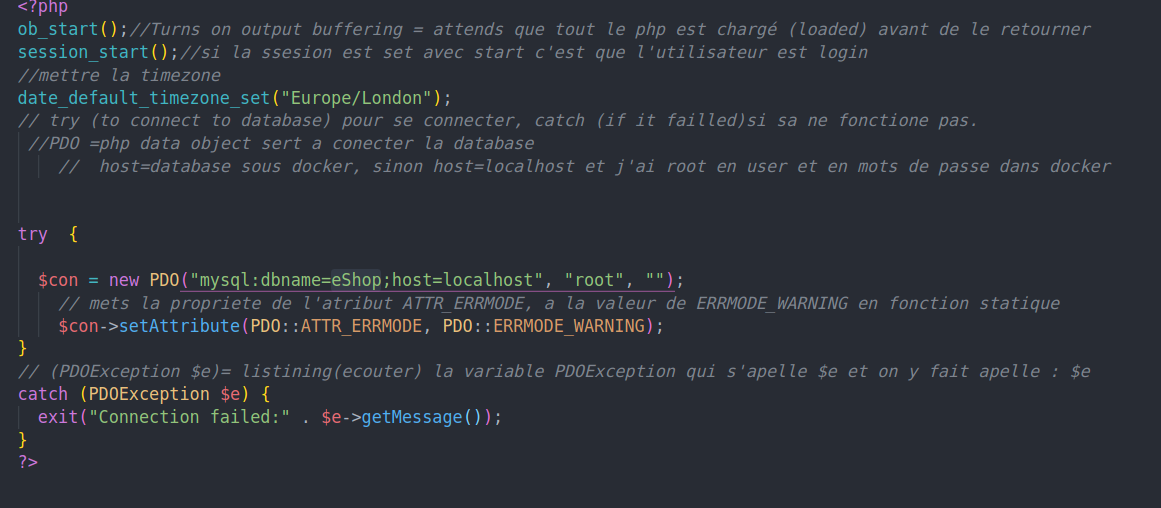 <?php
ob_start();//Turns on output buffering = attends que tout le php est chargé (loaded) avant de le retourner
session_start();//si la ssesion est set avec start c'est que l'utilisateur est login
//mettre la timezone
date_default_timezone_set("Europe/London");
// try (to connect to database) pour se connecter, catch (if it failled)si sa ne fonctione pas.
//PDO =php data object sert a conecter la database
//  host=database sous docker, sinon host=localhost et j'ai root en user et en mots de passe dans docker
try  {
$con = new PDO("mysql:dbname=eShop;host=localhost", "root", "");
// mets la propriete de l'atribut ATTR_ERRMODE, a la valeur de ERRMODE_WARNING en fonction statique
$con->setAttribute(PDO::ATTR_ERRMODE, PDO::ERRMODE_WARNING);
}
// (PDOException $e)= listining(ecouter) la variable PDOException qui s'apelle $e et on y fait apelle : $e
catch (PDOException $e) {
exit("Connection failed:" . $e->getMessage());
}
?>